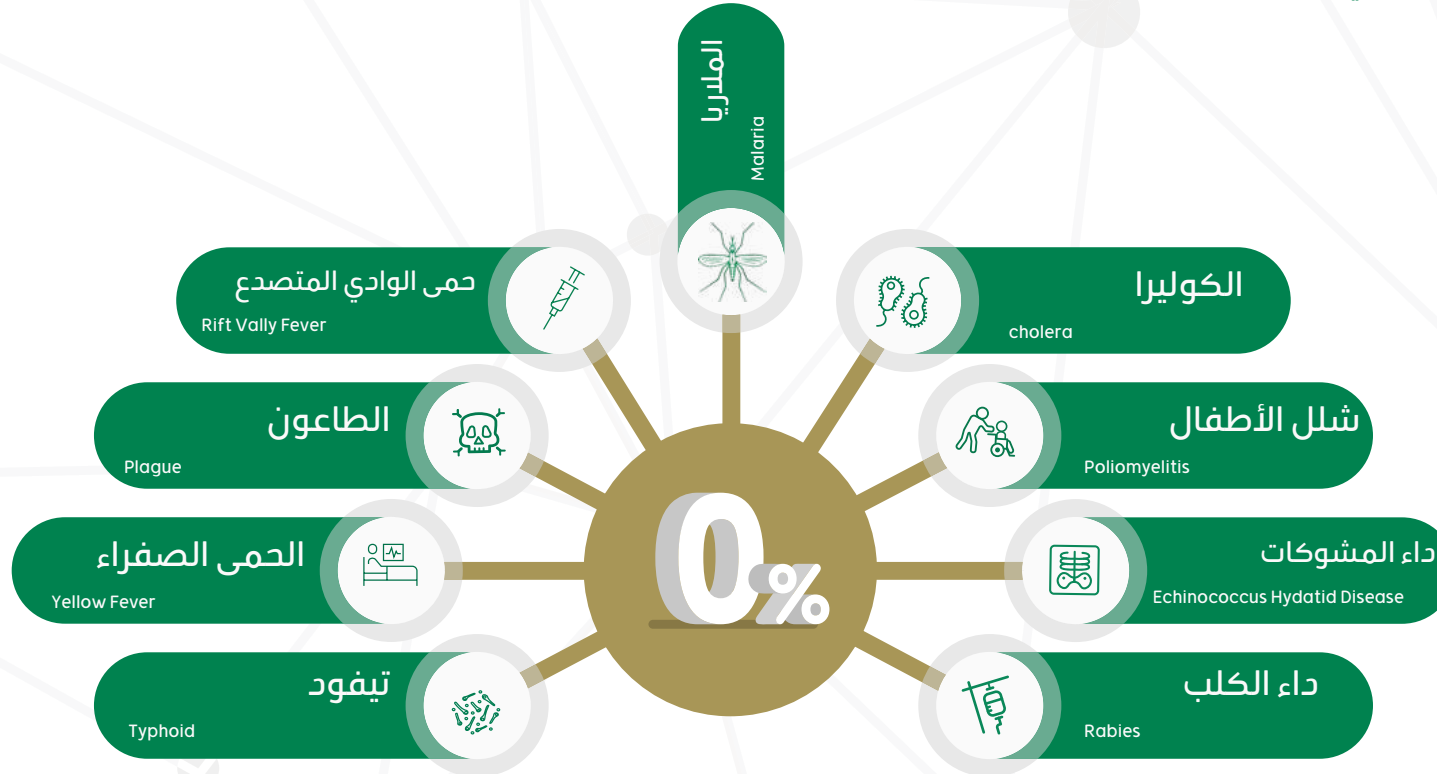 الملاريا
Malaria
حمى الوادي المتصدع
Rift Vally Fever
الكوليرا
cholera
الطاعون
Plague
شلل الأطفال
Poliomyelitis
الحمى الصفراء
Yellow Fever
0%
داء المشوكات
Echinococcus Hydatid Disease
تيفود
Typhoid
داء الكلب
Rabies